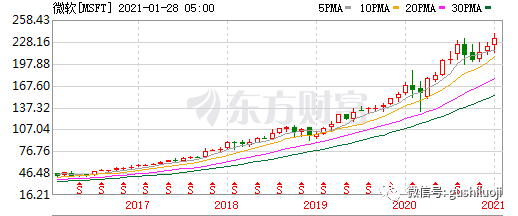 微软[MSFT] 2021-01-28 05:00 5PMA 10PMA 20PMA 30PMA
258.43
228.16
197.88
167.60
137.32
107.04
76.76
46.48
16.21
东方财富
S S S S S S S S S S S S S S S S S S
微信号: gushituoji
2017 2018 2019 2020 2021